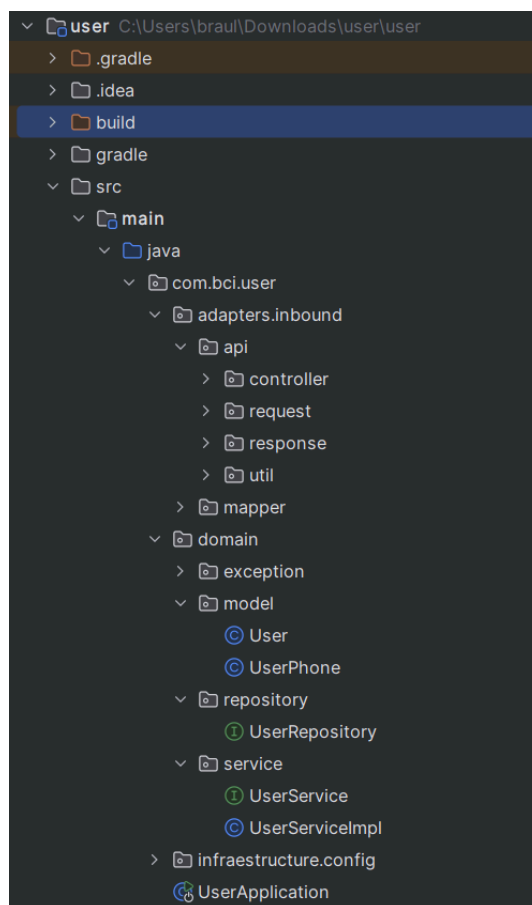 user C:\Users\braul\Downloads\user\user
.gradle
.idea
build
gradle
src
main
java
com.bci.user
adapters.inbound
api
controller
request
response
util
mapper
domain
exception
model
User
UserPhone
repository
UserRepository
service
UserService
UserServiceImpl
infraestructure.config
UserApplication